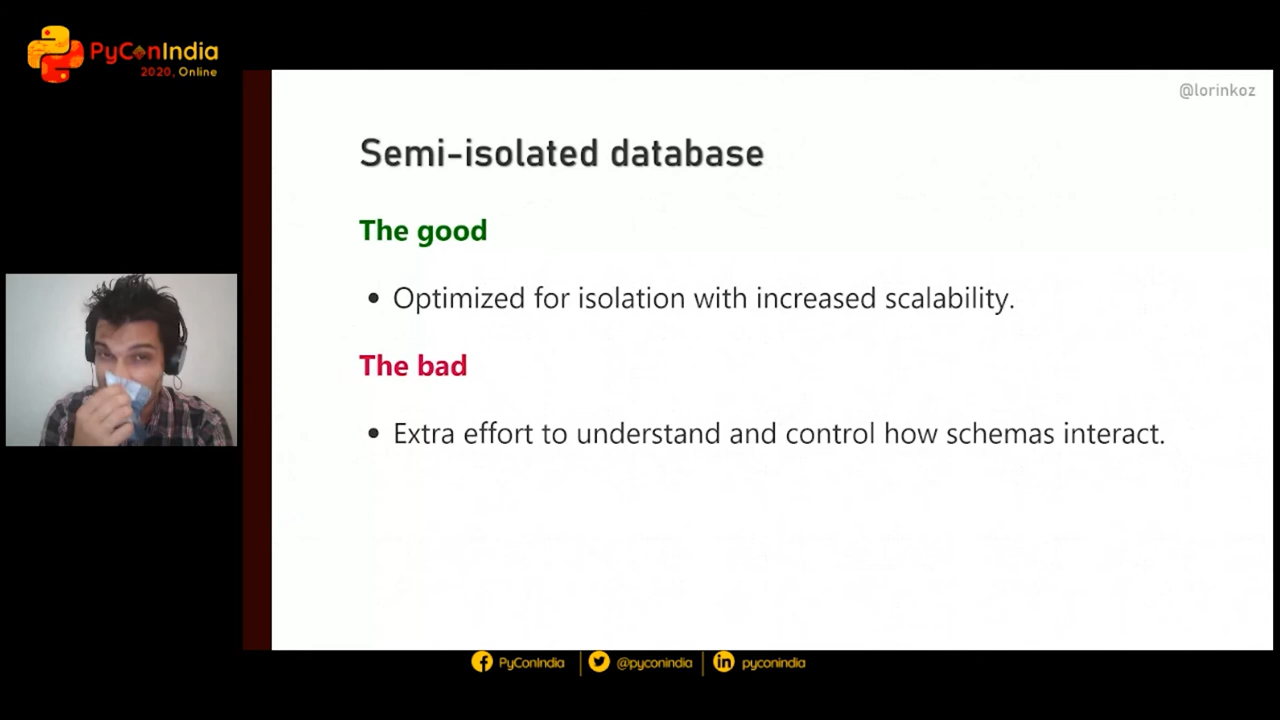 PyConIndia
2020, Online
@lorinkoz
Semi-isolated database
The good
• Optimized for isolation with increased scalability.
The bad
• Extra effort to understand and control how schemas interact.
PyConIndia
@pyconindia
pyconindia